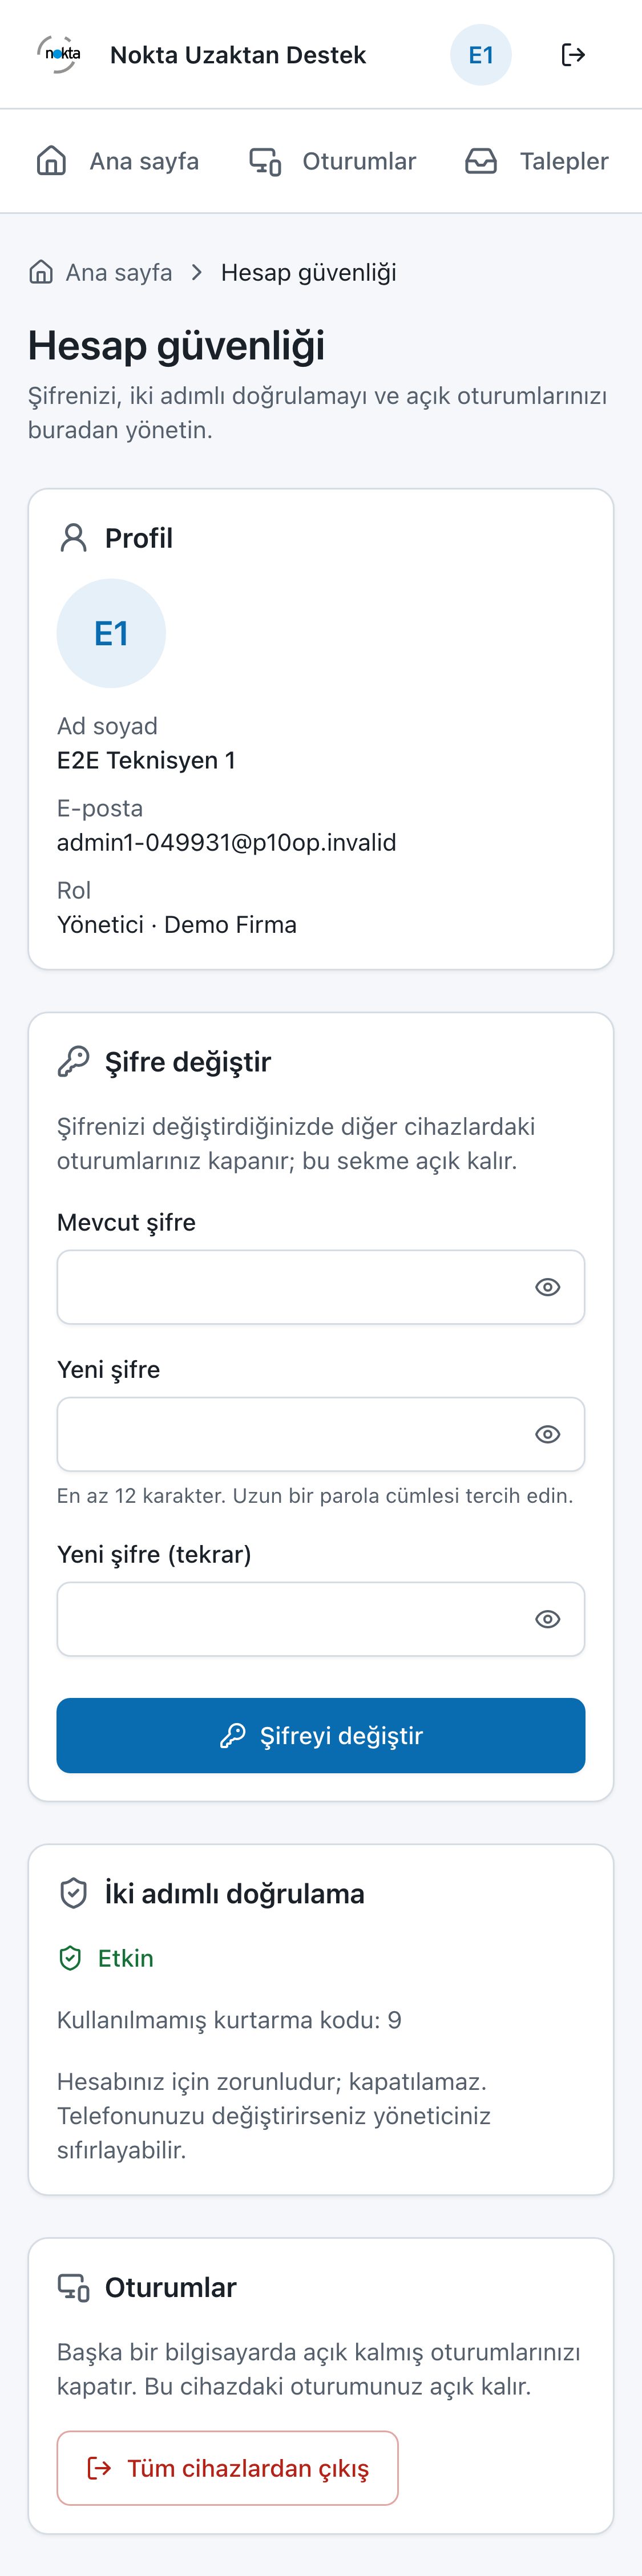 nokta
Nokta Uzaktan Destek
E1
Ana sayfa
Oturumlar
Talepler
Ana sayfa > Hesap güvenliği
Hesap güvenliği
Şifrenizi, iki adımlı doğrulamayı ve açık oturumlarınızı
buradan yönetin.
Profil
E1
Ad soyad
E2E Teknisyen 1
E-posta
admin1-049931@p10op.invalid
Rol
Yönetici · Demo Firma
Şifre değiştir
Şifrenizi değiştirdiğinizde diğer cihazlardaki
oturumlarınız kapanır; bu sekme açık kalır.
Mevcut şifre
Yeni şifre
En az 12 karakter. Uzun bir parola cümlesi tercih edin.
Yeni şifre (tekrar)
Şifreyi değiştir
İki adımlı doğrulama
Etkin
Kullanılmamış kurtarma kodu: 9
Hesabınız için zorunludur; kapatılamaz.
Telefonunuzu değiştirirseniz yöneticiniz
sıfırlayabilir.
Oturumlar
Başka bir bilgisayarda açık kalmış oturumlarınızı
kapatır. Bu cihazdaki oturumunuz açık kalır.
Tüm cihazlardan çıkış